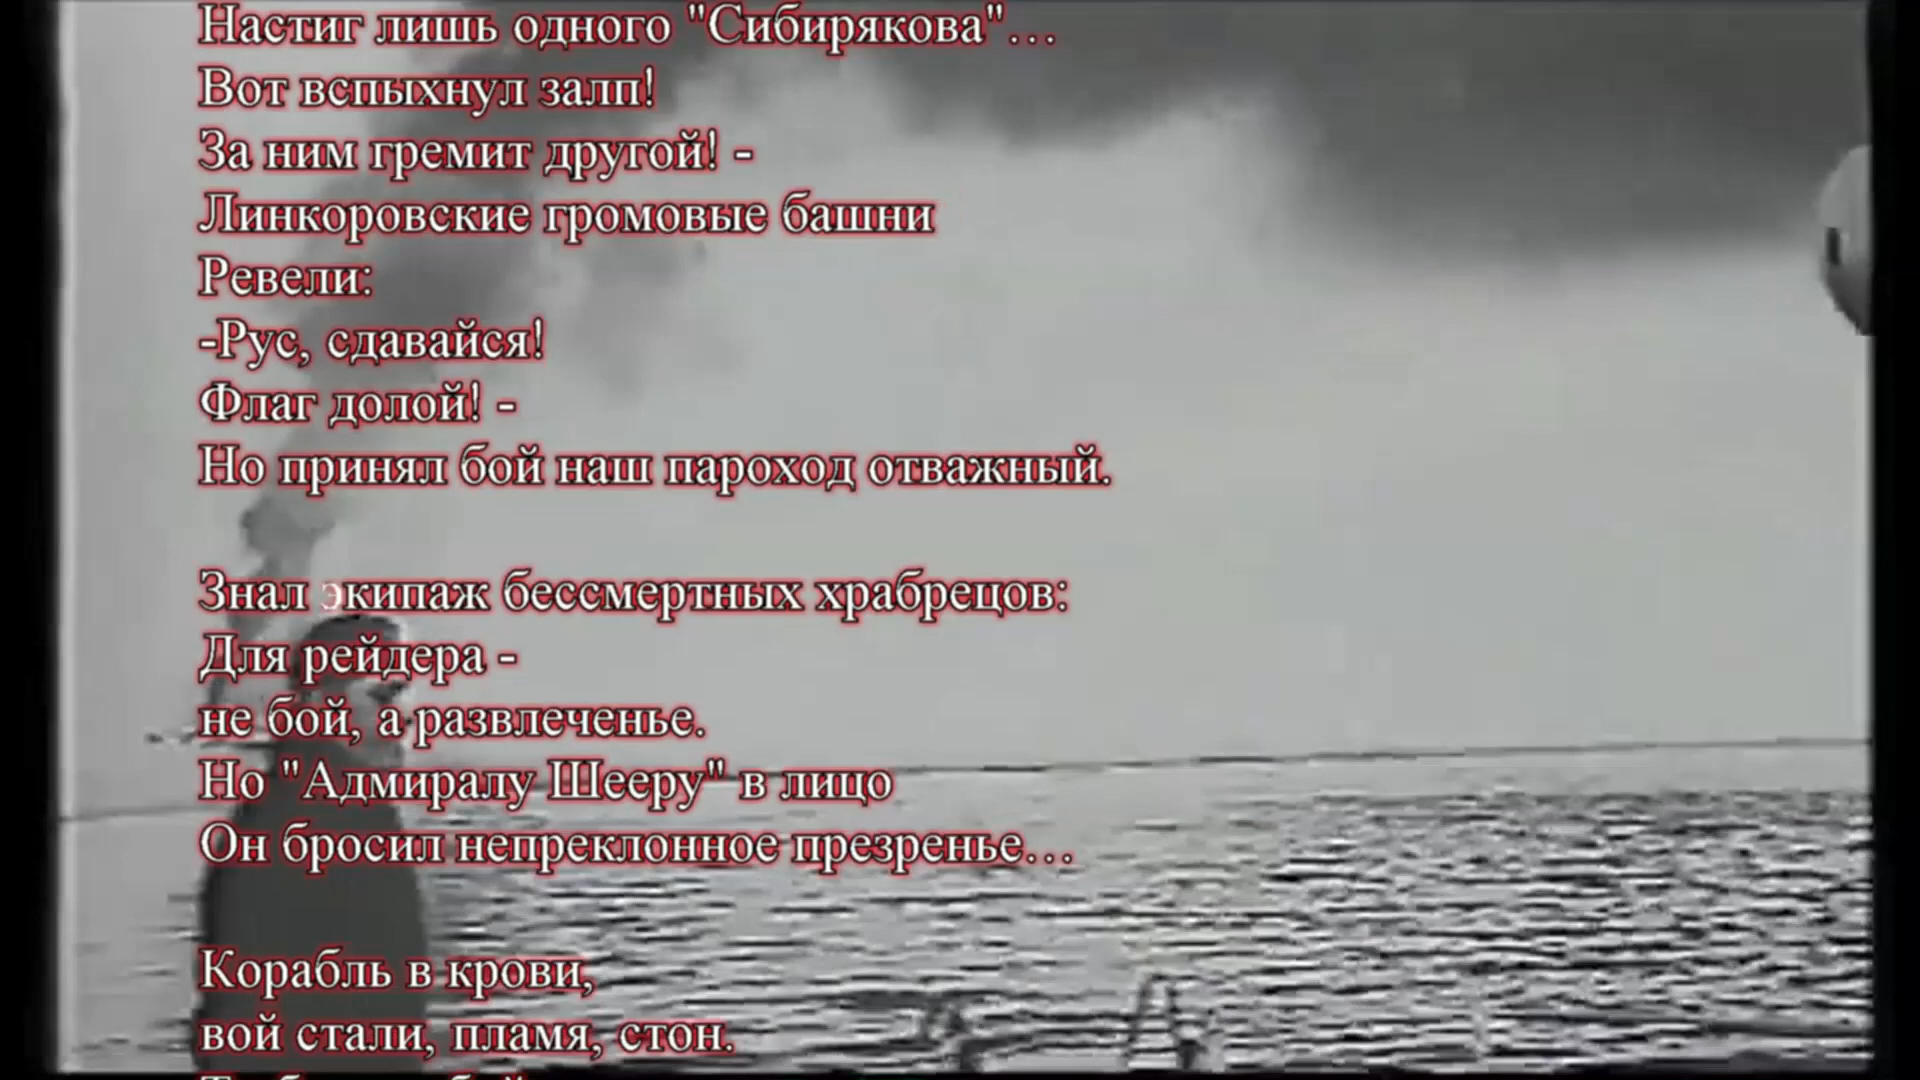 Настиг лишь одного "Сибирякова"...
Вот вспыхнул залп!
За ним гремит другой! -
Линкоровские громовые башни
Ревели:
-Рус, сдавайся!
Флаг долой! -
Но принял бой наш пароход отважный.
Знал экипаж бессмертных храбрецов:
Для рейдера -
не бой, а развлеченье.
Но "Адмиралу Шееру" в лицо
Он бросил непреклонное презренье...
Корабль в крови,
вой стали, пламя, стон.